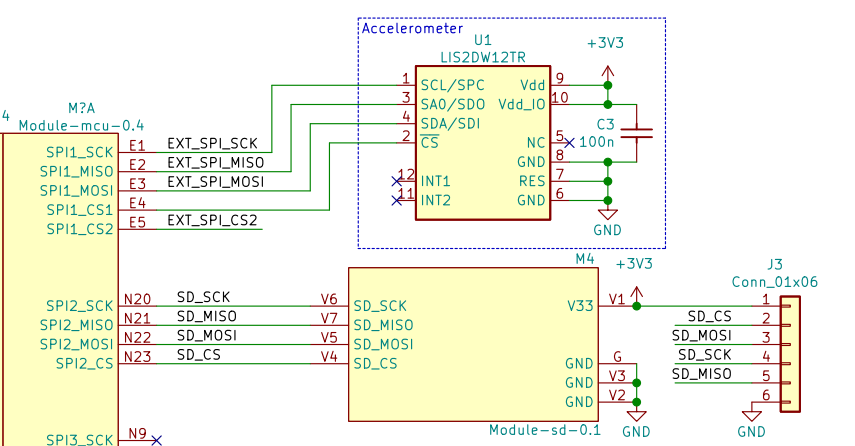 Accelerometer
U1
LIS2DW12TR
+3V3
1 SCL/SPC Vdd 9
3 SA0/SDO Vdd_IO 10
4 SDA/SDI
2 CS NC 5
C3
100n
GND 8
12 INT1 RES 7
11 INT2 GND 6
GND
4
M?A
Module-mcu-0.4
SPI1_SCK E1 EXT_SPI_SCK
SPI1_MISO E2 EXT_SPI_MISO
SPI1_MOSI E3 EXT_SPI_MOSI
SPI1_CS1 E4
SPI1_CS2 E5 EXT_SPI_CS2
SPI2_SCK N20 SD_SCK
SPI2_MISO N21 SD_MISO
SPI2_MOSI N22 SD_MOSI
SPI2_CS N23 SD_CS
SPI3_SCK N9
M4
+3V3
V6 SD_SCK V33 V1
V7 SD_MISO
V5 SD_MOSI
V4 SD_CS GND G
GND V3
GND V2
Module-sd-0.1
GND
J3
Conn_01x06
1
SD_CS 2
SD_MOSI 3
SD_SCK 4
SD_MISO 5
6
GND